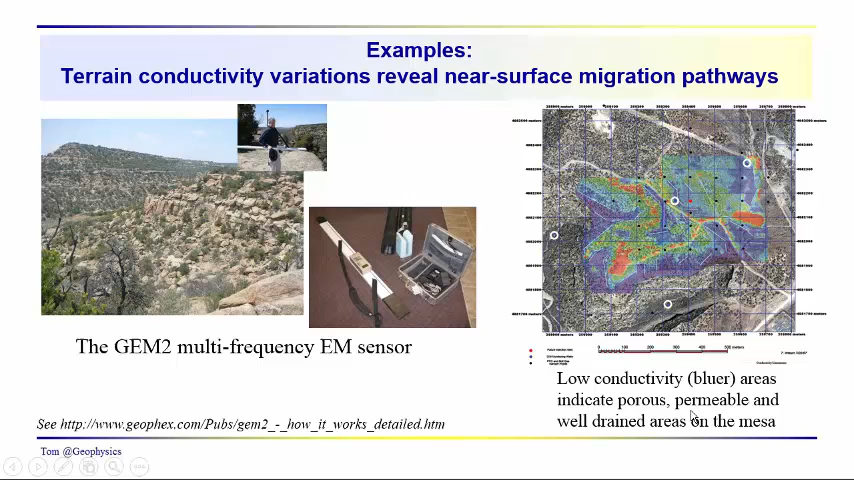 Examples:
Terrain conductivity variations reveal near-surface migration pathways
The GEM2 multi-frequency EM sensor
Low conductivity (bluer) areas
indicate porous, permeable and
well drained areas on the mesa
See http://www.geophex.com/Pubs/gem2_-_how_it_works_detailed.htm
Tom @Geophysics